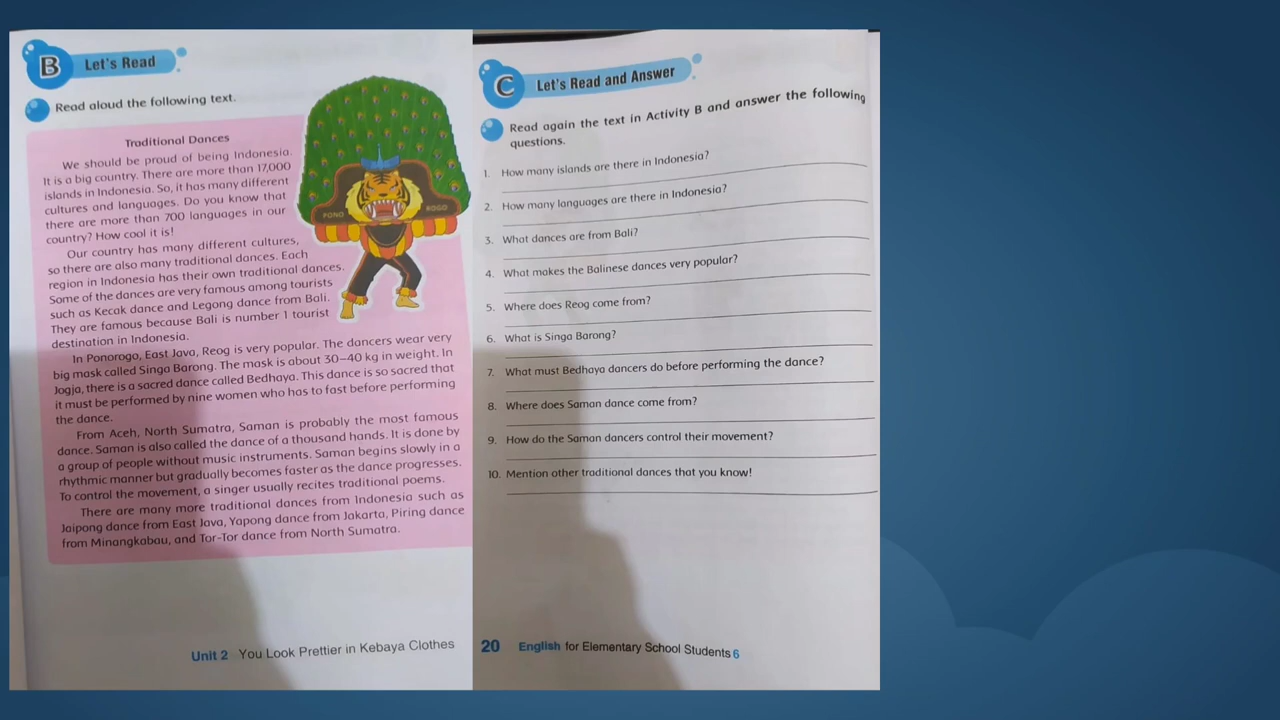 B Let's Read
Read aloud the following text.
Traditional Dances
We should be proud of being Indonesia.
It is a big country. There are more than 17,000
islands in Indonesia. So, it has many different
cultures and languages. Do you know that
there are more than 700 languages in our
country? How cool it is!
Our country has many different cultures,
so there are also many traditional dances. Each
region in Indonesia has their own traditional dances.
Some of the dances are very famous among tourists
such as Kecak dance and Legong dance from Bali.
They are famous because Bali is number 1 tourist
destination in Indonesia.
In Ponorogo, East Java, Reog is very popular. The dancers wear very
big mask called Singa Barong. The mask is about 30–40 kg in weight. In
Jogja, there is a sacred dance called Bedhaya. This dance is so sacred that
it must be performed by nine women who has to fast before performing
the dance.
From Aceh, North Sumatra, Saman is probably the most famous
dance. Saman is also called the dance of a thousand hands. It is done by
a group of people without music instruments. Saman begins slowly in a
rhythmic manner but gradually becomes faster as the dance progresses.
To control the movement, a singer usually recites traditional poems.
There are many more traditional dances from Indonesia such as
Jaipong dance from East Java, Yapong dance from Jakarta, Piring dance
from Minangkabau, and Tor-Tor dance from North Sumatra.
PONO ROGO
Unit 2 You Look Prettier in Kebaya Clothes
C Let's Read and Answer
Read again the text in Activity B and answer the following
questions.
1. How many islands are there in Indonesia?
2. How many languages are there in Indonesia?
3. What dances are from Bali?
4. What makes the Balinese dances very popular?
5. Where does Reog come from?
6. What is Singa Barong?
7. What must Bedhaya dancers do before performing the dance?
8. Where does Saman dance come from?
9. How do the Saman dancers control their movement?
10. Mention other traditional dances that you know!
20 English for Elementary School Students 6